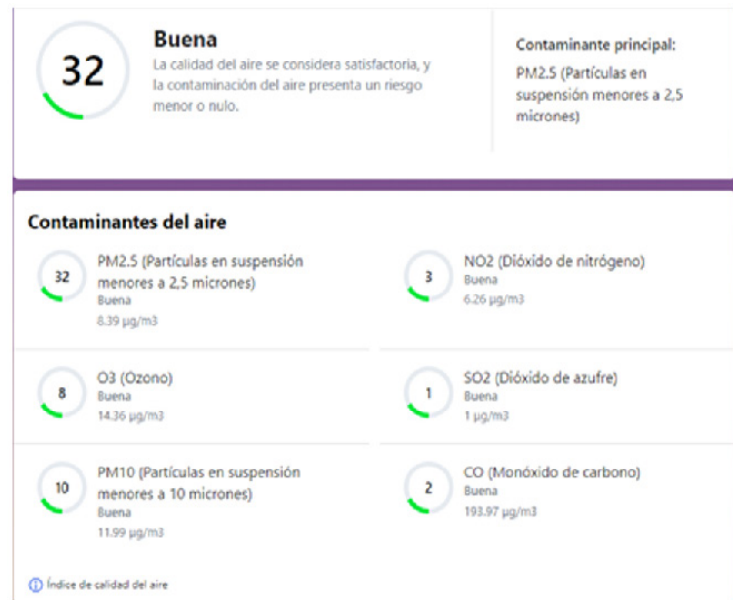 32
Buena
La calidad del aire se considera satisfactoria, y
la contaminación del aire presenta un riesgo
menor o nulo.
Contaminante principal:
PM2.5 (Partículas en
suspensión menores a 2,5
micrones)
Contaminantes del aire
32
PM2.5 (Partículas en suspensión
menores a 2,5 micrones)
Buena
8.39 µg/m3
3
NO2 (Dióxido de nitrógeno)
Buena
6.26 µg/m3
8
O3 (Ozono)
Buena
14.36 µg/m3
1
SO2 (Dióxido de azufre)
Buena
1 µg/m3
10
PM10 (Partículas en suspensión
menores a 10 micrones)
Buena
11.99 µg/m3
2
CO (Monóxido de carbono)
Buena
193.97 µg/m3
Índice de calidad del aire